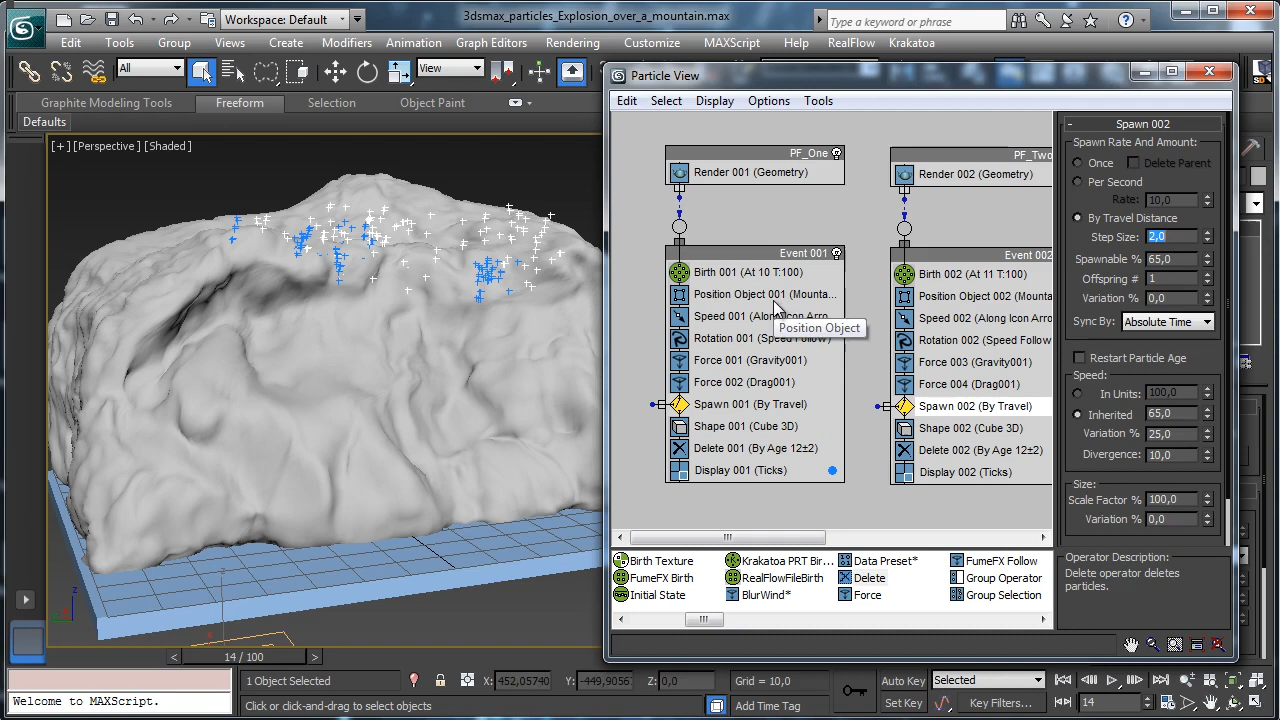 Workspace: Default
3dsmax_particles_Explosion_over_a_mountain.max
Type a keyword or phrase
Edit Tools Group Views Create Modifiers Animation Graph Editors Rendering Customize MAXScript Help RealFlow Krakatoa
All
View
Graphite Modeling Tools Freeform Selection Object Paint
Defaults
[+] [Perspective] [Shaded]
Particle View
Edit Select Display Options Tools
PF_One
Render 001 (Geometry)
Event 001
Birth 001 (At 10 T:100)
Position Object 001 (Mounta...
Speed 001 (Along Icon Arro
Position Object
Rotation 001 (Speed Follow)
Force 001 (Gravity001)
Force 002 (Drag001)
Spawn 001 (By Travel)
Shape 001 (Cube 3D)
Delete 001 (By Age 12±2)
Display 001 (Ticks)
PF_Two
Render 002 (Geometry)
Event 002
Birth 002 (At 11 T:100)
Position Object 002 (Mounta
Speed 002 (Along Icon Arro
Rotation 002 (Speed Follow
Force 003 (Gravity001)
Force 004 (Drag001)
Spawn 002 (By Travel)
Shape 002 (Cube 3D)
Delete 002 (By Age 12±2)
Display 002 (Ticks)
- Spawn 002
Spawn Rate And Amount:
Once Delete Parent
Per Second
Rate: 10,0
By Travel Distance
Step Size: 2,0
Spawnable % 65,0
Offspring # 1
Variation % 0,0
Sync By: Absolute Time
Restart Particle Age
Speed:
In Units: 100,0
Inherited 65,0
Variation % 25,0
Divergence: 10,0
Size:
Scale Factor % 100,0
Variation % 0,0
Birth Texture Krakatoa PRT Bir... Data Preset* FumeFX Follow
FumeFX Birth RealFlowFileBirth Delete Group Operator
Initial State BlurWind* Force Group Selection
Operator Description:
Delete operator deletes
particles.
z
x
z
x
< 14 / 100 >
1 Object Selected X: 452,05740 Y: -449,9056 Z: 0,0 Grid = 10,0 Auto Key Selected
Welcome to MAXScript. Click or click-and-drag to select objects Add Time Tag Set Key Key Filters... 14